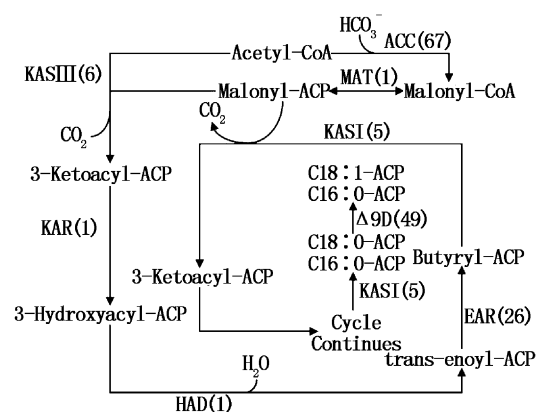 HCO₃⁻
Acetyl-CoA
ACC(67)
KASⅢ(6)
MAT(1)
Malonyl-ACP
Malonyl-CoA
CO₂
CO₂
KASI(5)
3-Ketoacyl-ACP
C18:1-ACP
C16:0-ACP
KAR(1)
Δ9D(49)
C18:0-ACP
C16:0-ACP
Butyryl-ACP
3-Ketoacyl-ACP
KASI(5)
3-Hydroxyacyl-ACP
Cycle
Continues
EAR(26)
H₂O
trans-enoyl-ACP
HAD(1)